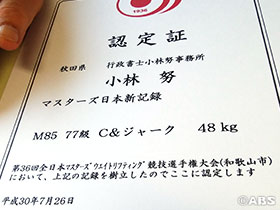 1936
認定証
秋田県 行政書士小林努事務所
小林 努
マスターズ日本新記録
M85 77級 C&ジャーク 48kg
第36回全日本マスターズウエイトリフティング競技選手権大会(和歌山市)
において、上記の記録を樹立したのでここに認定します
平成30年7月26日
©ABS